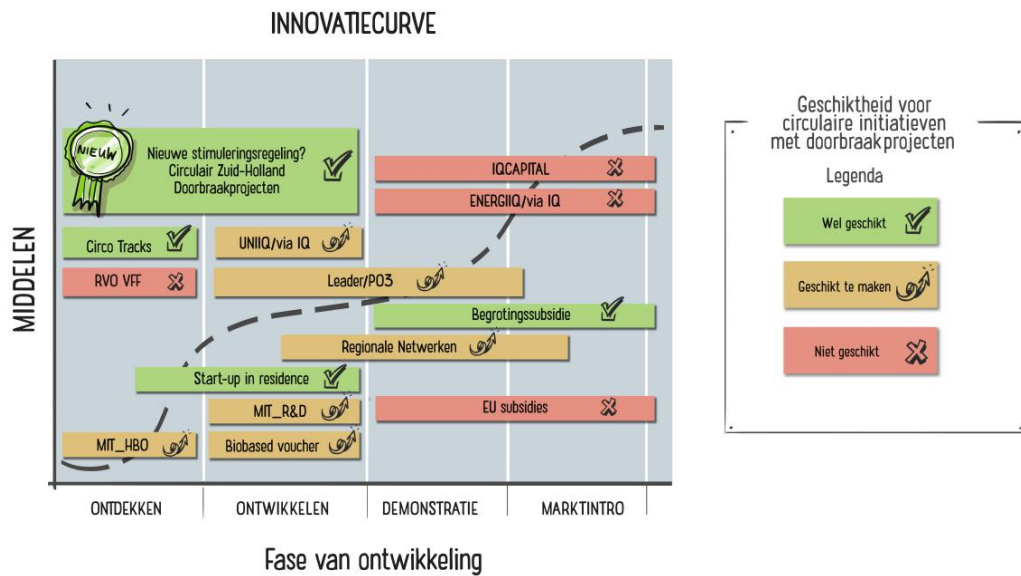 INNOVATIECURVE
MIDDELEN
NIEUW
Nieuwe stimuleringsregeling?
Circulair Zuid-Holland
Doorbraakprojecten
IQCAPITAL
ENERGIIQ/via IQ
Circo Tracks
UNIIQ/via IQ
RVO VFF
Leader/PO3
Begrotingssubsidie
Regionale Netwerken
Start-up in residence
MIT_R&D
EU subsidies
MIT_HBO
Biobased voucher
ONTDEKKEN
ONTWIKKELEN
DEMONSTRATIE
MARKTINTRO
Fase van ontwikkeling
Geschiktheid voor
circulaire initiatieven
met doorbraakprojecten
Legenda
Wel geschikt
Geschikt te maken
Niet geschikt